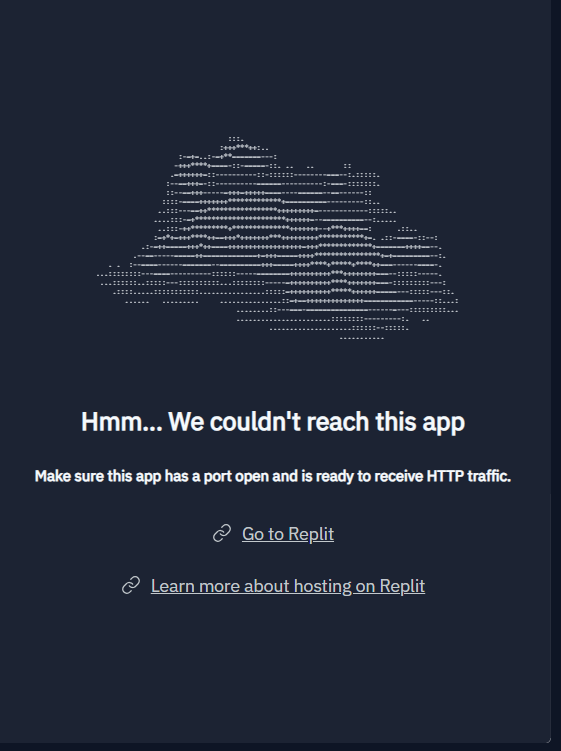 Hmm... We couldn't reach this app
Make sure this app has a port open and is ready to receive HTTP traffic.
Go to Replit
Learn more about hosting on Replit